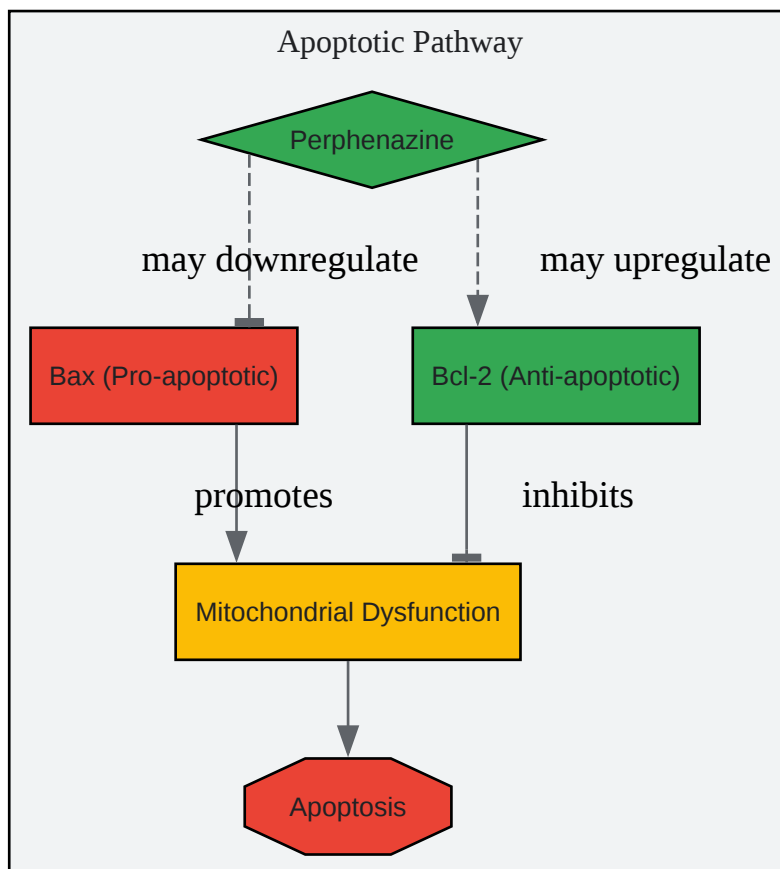 Apoptotic Pathway
Perphenazine
may downregulate
may upregulate
Bax (Pro-apoptotic)
Bcl-2 (Anti-apoptotic)
promotes
inhibits
Mitochondrial Dysfunction
Apoptosis